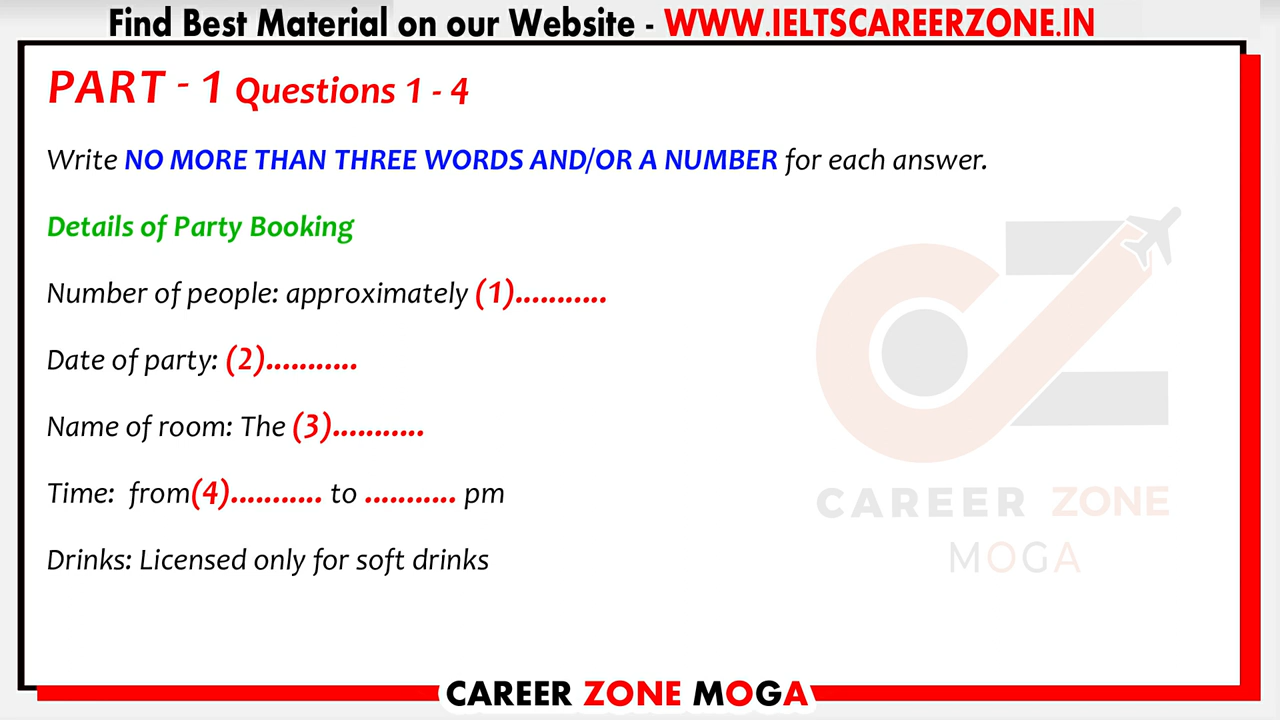 Find Best Material on our Website - WWW.IELTSCAREERZONE.IN
PART - 1 Questions 1 - 4
Write NO MORE THAN THREE WORDS AND/OR A NUMBER for each answer.
Details of Party Booking
Number of people: approximately (1)...........
Date of party: (2)...........
Name of room: The (3)...........
Time:  from(4)........... to ........... pm
Drinks: Licensed only for soft drinks
CAREER ZONE
MOGA
CAREER ZONE MOGA